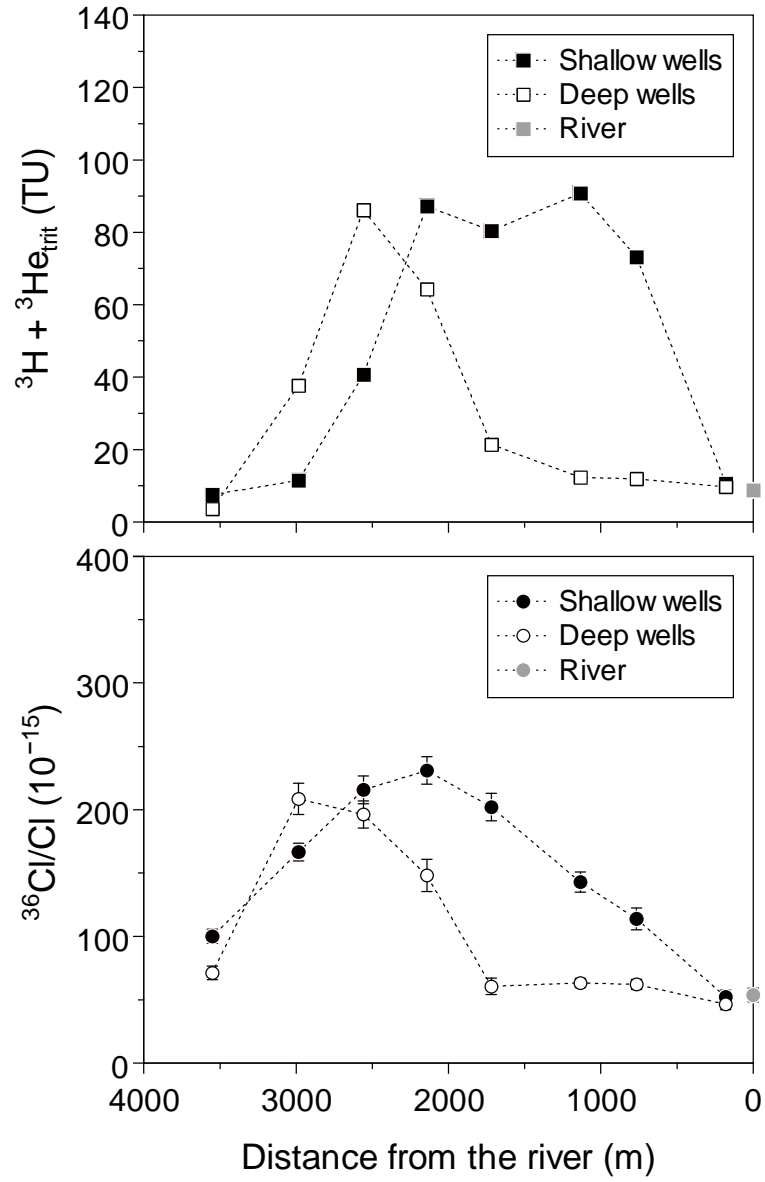 140
120
100
80
60
40
20
0
³H + ³He_trit (TU)
Shallow wells
Deep wells
River
400
300
200
100
0
³⁶Cl/Cl (10⁻¹⁵)
Shallow wells
Deep wells
River
4000 3000 2000 1000 0
Distance from the river (m)